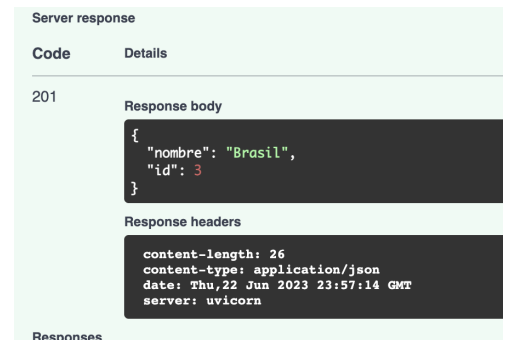 Server response
Code Details
201
Response body
{
"nombre": "Brasil",
"id": 3
}
Response headers
content-length: 26
content-type: application/json
date: Thu,22 Jun 2023 23:57:14 GMT
server: uvicorn
Responses